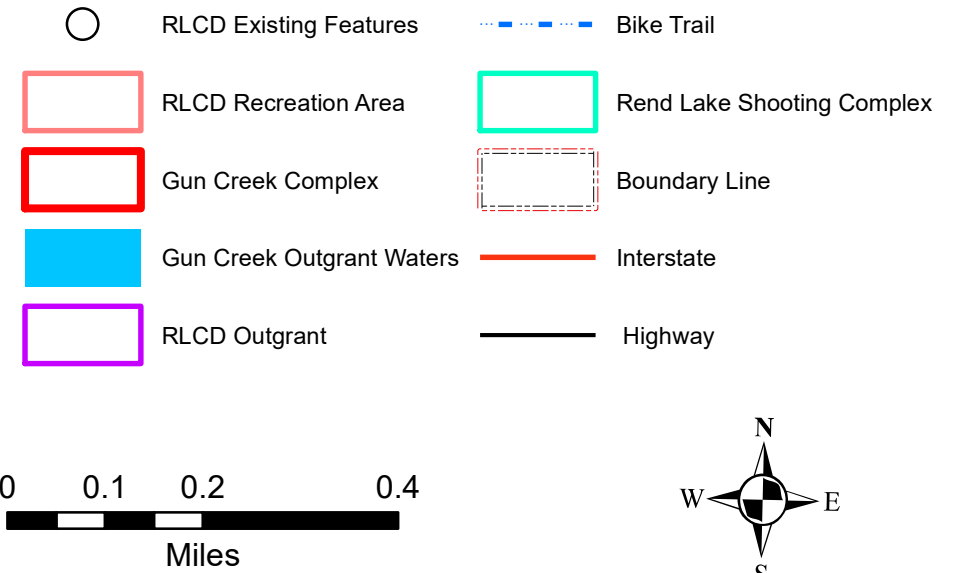 RLCD Existing Features
Bike Trail
RLCD Recreation Area
Rend Lake Shooting Complex
Gun Creek Complex
Boundary Line
Gun Creek Outgrant Waters
Interstate
RLCD Outgrant
Highway
0 0.1 0.2 0.4
Miles
N
W E
S